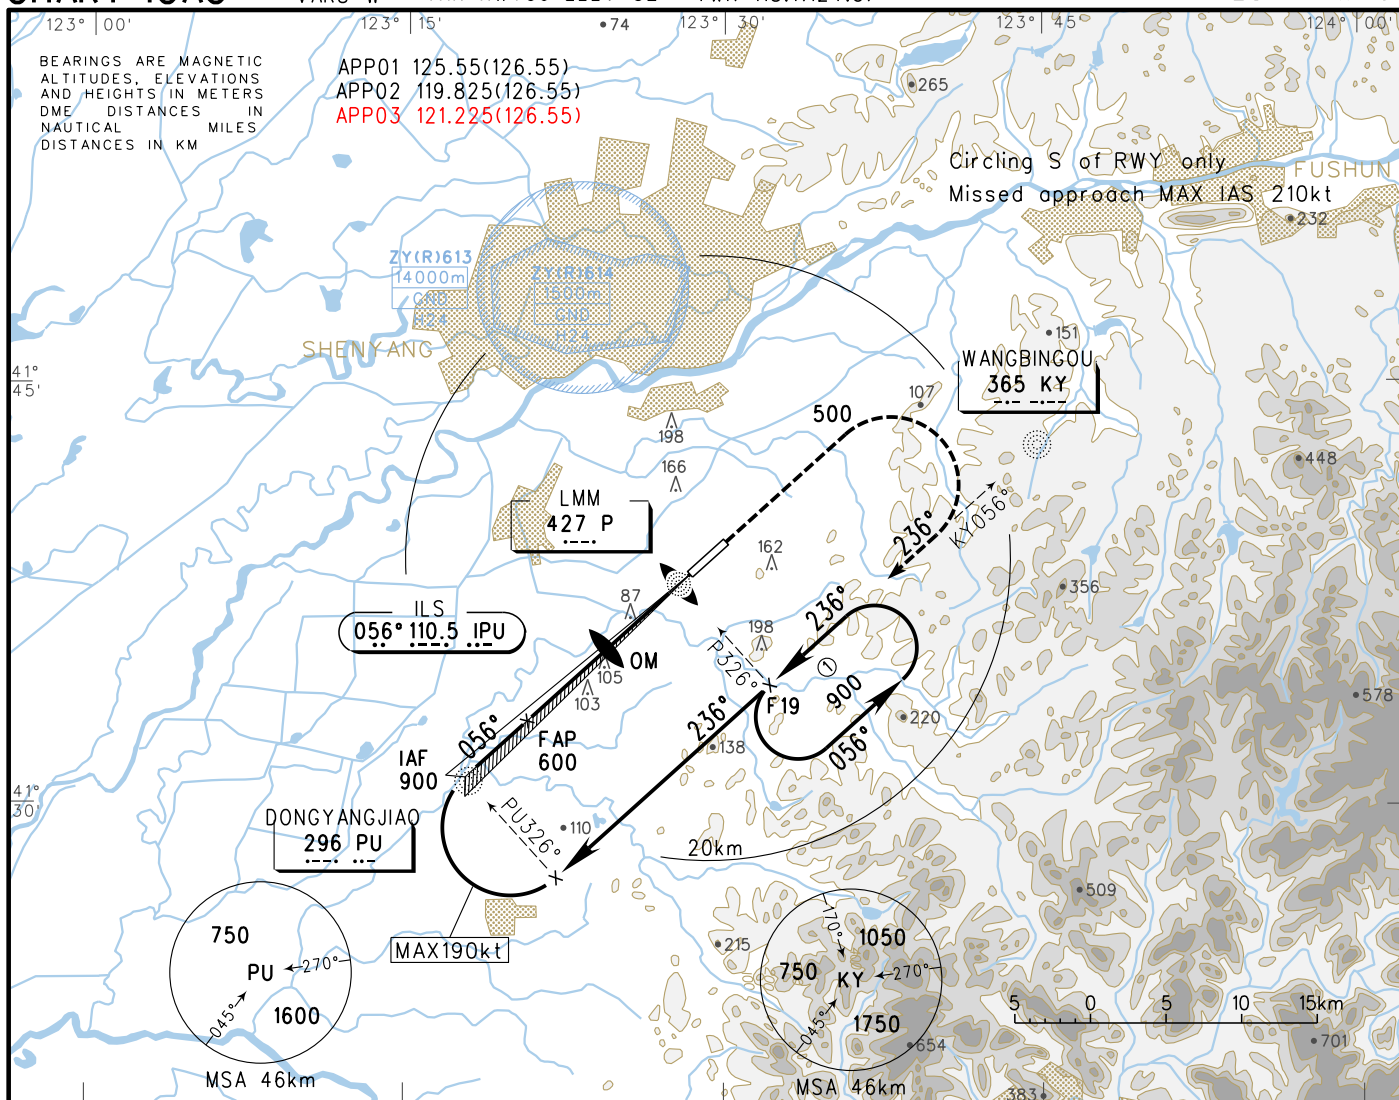 123° 00'
123° 15'
74
123° 30'
123° 45'
124° 00'
BEARINGS ARE MAGNETIC
ALTITUDES, ELEVATIONS
AND HEIGHTS IN METERS
DME DISTANCES IN
NAUTICAL MILES
DISTANCES IN KM
APP01 125.55(126.55)
APP02 119.825(126.55)
APP03 121.225(126.55)
265
Circling S of RWY only
Missed approach MAX IAS 210kt
FUSHUN
232
ZY(R)613
14000m
GND
H24
ZY(R)614
1500m
GND
H24
SHENYANG
151
WANGBINGOU
365 KY
41°
45'
107
500
198
166
448
LMM
427 P
KY056°
236°
162
356
87
ILS
056° 110.5 IPU
236°
198
P326°
OM
105
103
1
900
F19
578
236°
220
056°
138
056°
FAP
600
IAF
900
41°
30'
DONGYANGJIAO
296 PU
PU326°
110
20km
509
MAX190kt
215
750
PU
270°
045°
1600
MSA 46km
170°
1050
750
KY
270°
045°
1750
MSA 46km
654
5 0 5 10 15km
701
383